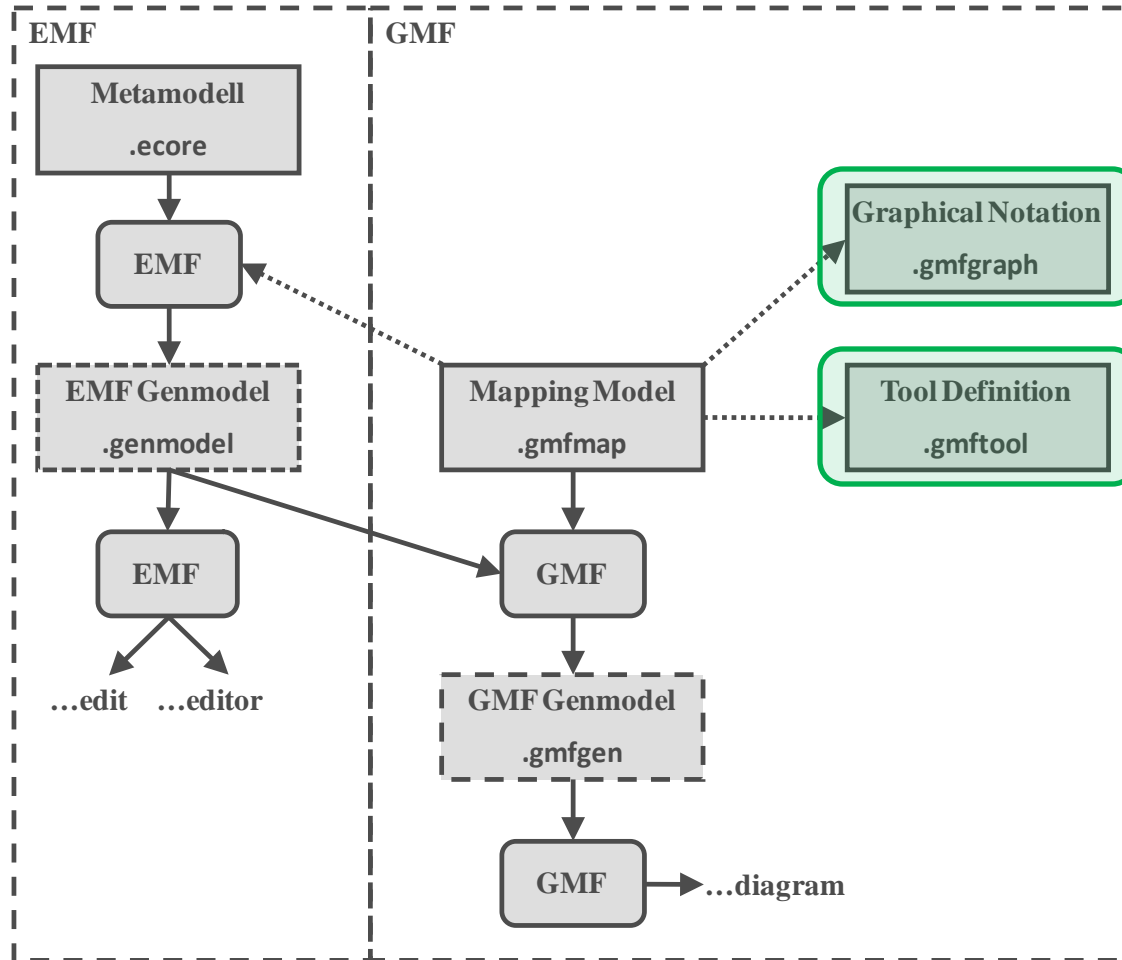 EMF
Metamodell
.ecore
EMF
EMF Genmodel
.genmodel
EMF
...edit
...editor
GMF
Graphical Notation
.gmfgraph
Mapping Model
.gmfmap
Tool Definition
.gmftool
GMF
GMF Genmodel
.gmfgen
GMF
...diagram